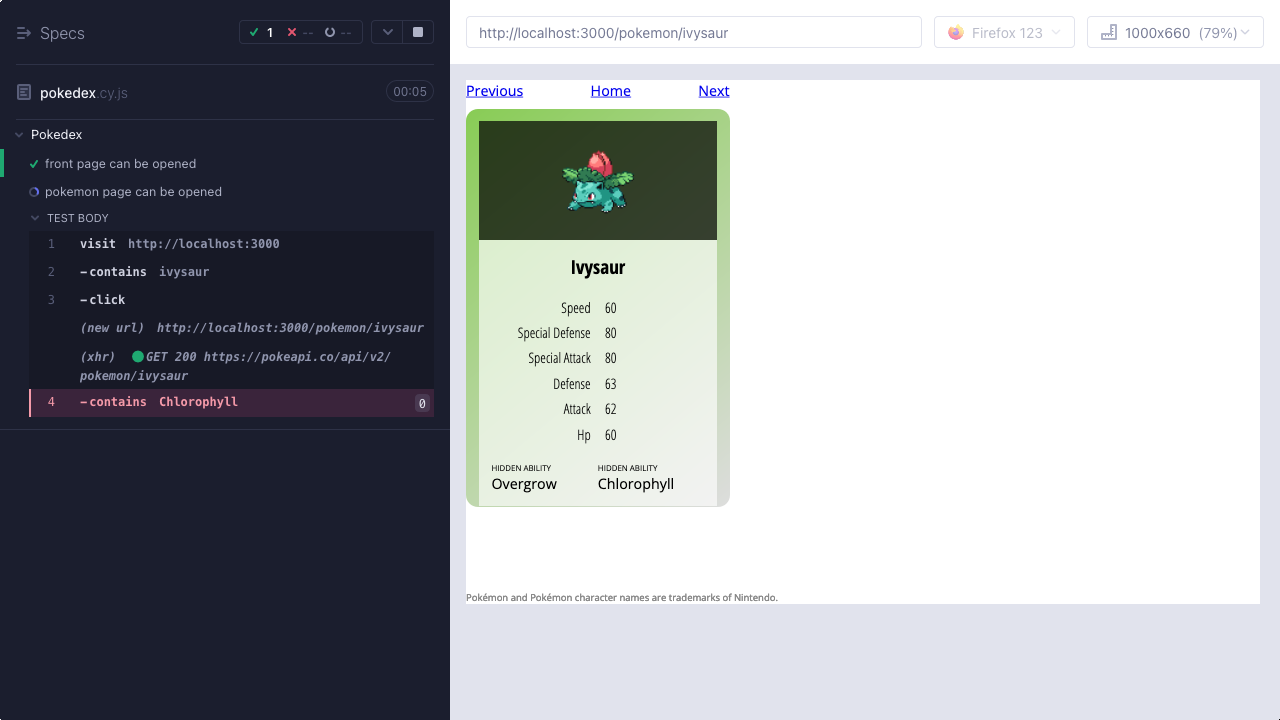 Specs
1 -- --
pokedex.cy.js 00:05
Pokedex
front page can be opened
pokemon page can be opened
TEST BODY
1 visit http://localhost:3000
2 -contains ivysaur
3 -click
(new url) http://localhost:3000/pokemon/ivysaur
(xhr) GET 200 https://pokeapi.co/api/v2/
pokemon/ivysaur
4 -contains Chlorophyll 0
http://localhost:3000/pokemon/ivysaur
Firefox 123
1000x660 (79%)
Previous Home Next
Ivysaur
Speed 60
Special Defense 80
Special Attack 80
Defense 63
Attack 62
Hp 60
HIDDEN ABILITY HIDDEN ABILITY
Overgrow Chlorophyll
Pokémon and Pokémon character names are trademarks of Nintendo.